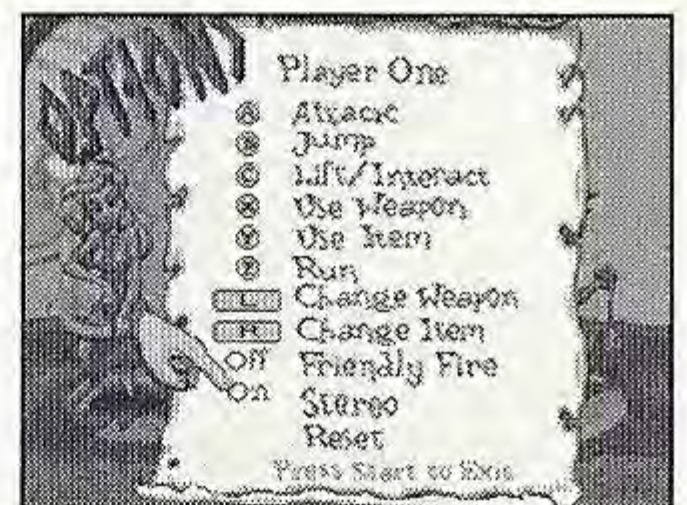 Player One
A Attack
B Jump
C Lift/Interact
X Use Weapon
Y Use Item
Z Run
L Change Weapon
R Change Item
Off Friendly Fire
On Stereo
Reset
Press Start to Exit